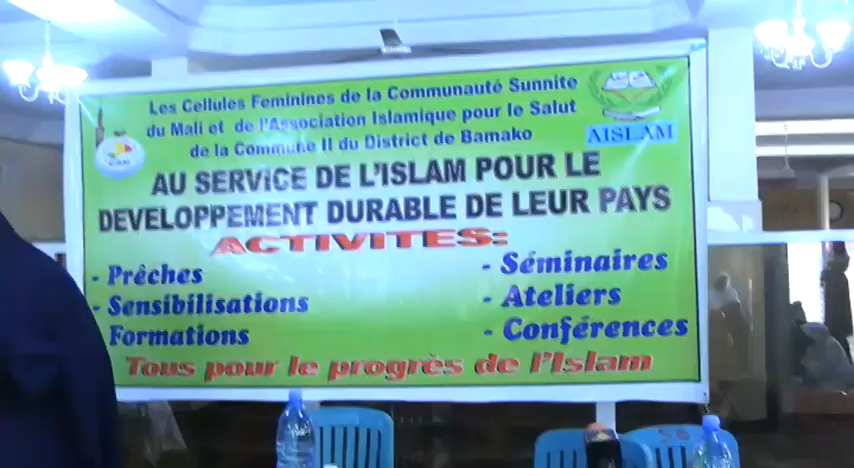 Les Cellules Feminines de la Communauté Sunnite
du Mali et de l'Association Islamique pour le Salut
de la Commune II du District de Bamako
AISLAM
AU SERVICE DE L'ISLAM POUR LE
DEVELOPPEMENT DURABLE DE LEUR PAYS
ACTIVITES:
- Prêches
- Sensibilisations
- Formations
- Séminaires
- Ateliers
- Conférences
Tous pour le progrès de l'Islam